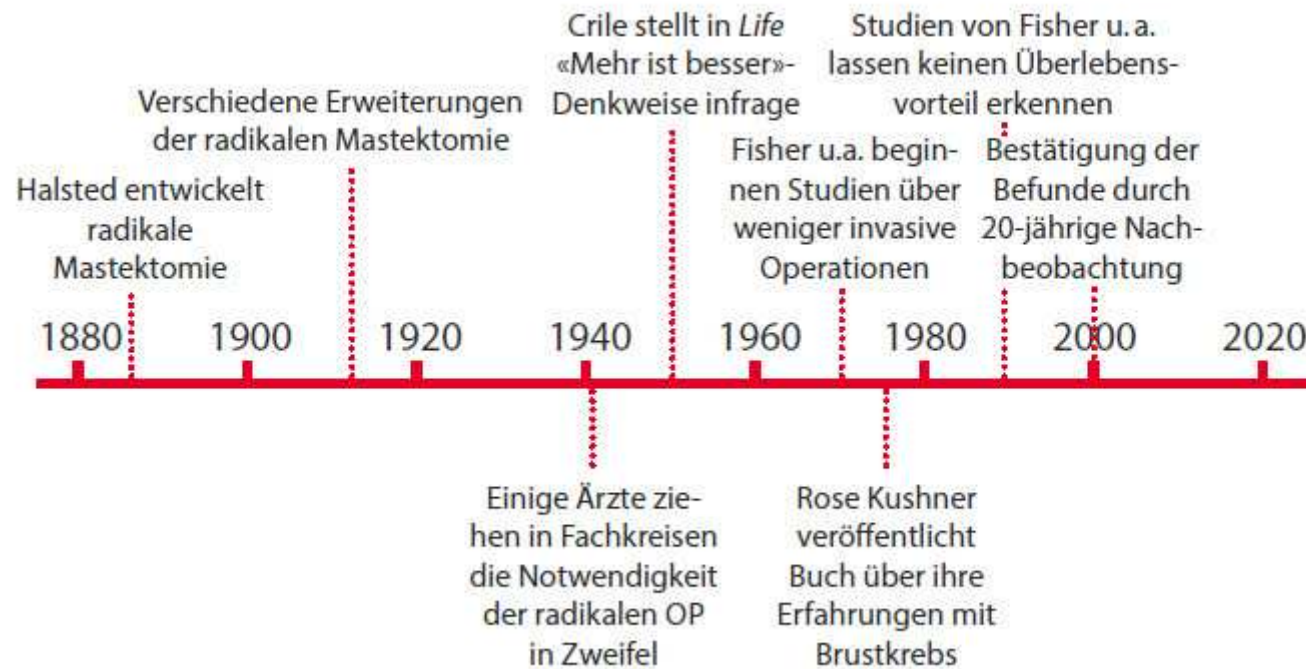 Halsted entwickelt
radikale
Mastektomie
Verschiedene Erweiterungen
der radikalen Mastektomie
Crile stellt in Life
«Mehr ist besser»-
Denkweise infrage
Fisher u.a. begin-
nen Studien über
weniger invasive
Operationen
Studien von Fisher u. a.
lassen keinen Überlebens-
vorteil erkennen
Bestätigung der
Befunde durch
20-jährige Nach-
beobachtung
1880 1900 1920 1940 1960 1980 2000 2020
Einige Ärzte zie-
hen in Fachkreisen
die Notwendigkeit
der radikalen OP
in Zweifel
Rose Kushner
veröffentlicht
Buch über ihre
Erfahrungen mit
Brustkrebs